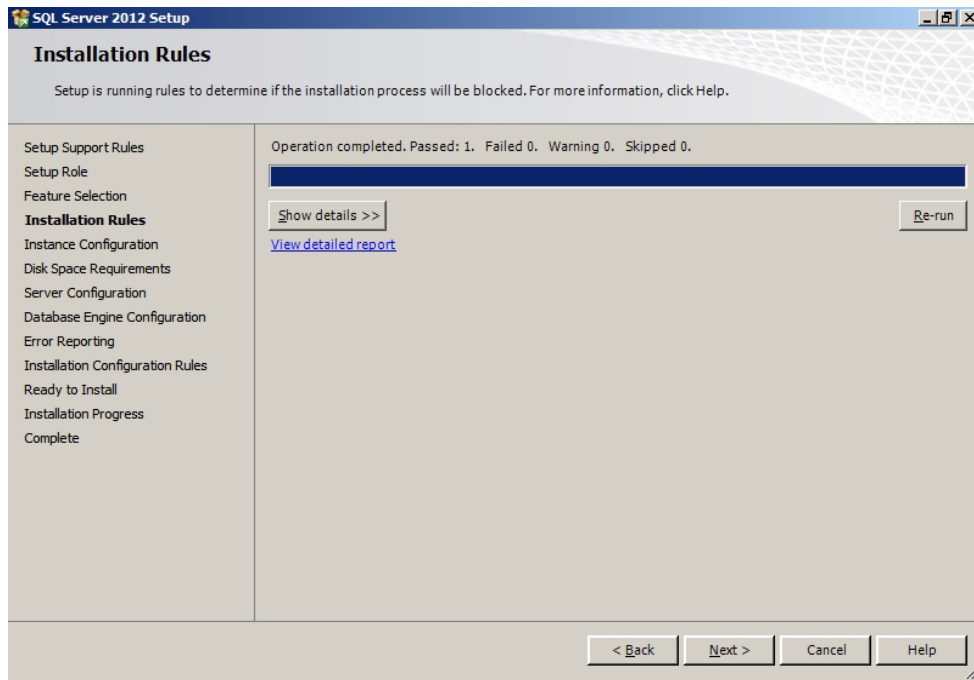 SQL Server 2012 Setup
Installation Rules
Setup is running rules to determine if the installation process will be blocked. For more information, click Help.
Setup Support Rules
Setup Role
Feature Selection
Installation Rules
Instance Configuration
Disk Space Requirements
Server Configuration
Database Engine Configuration
Error Reporting
Installation Configuration Rules
Ready to Install
Installation Progress
Complete
Operation completed. Passed: 1. Failed 0. Warning 0. Skipped 0.
Show details >>
Re-run
View detailed report
< Back
Next >
Cancel
Help